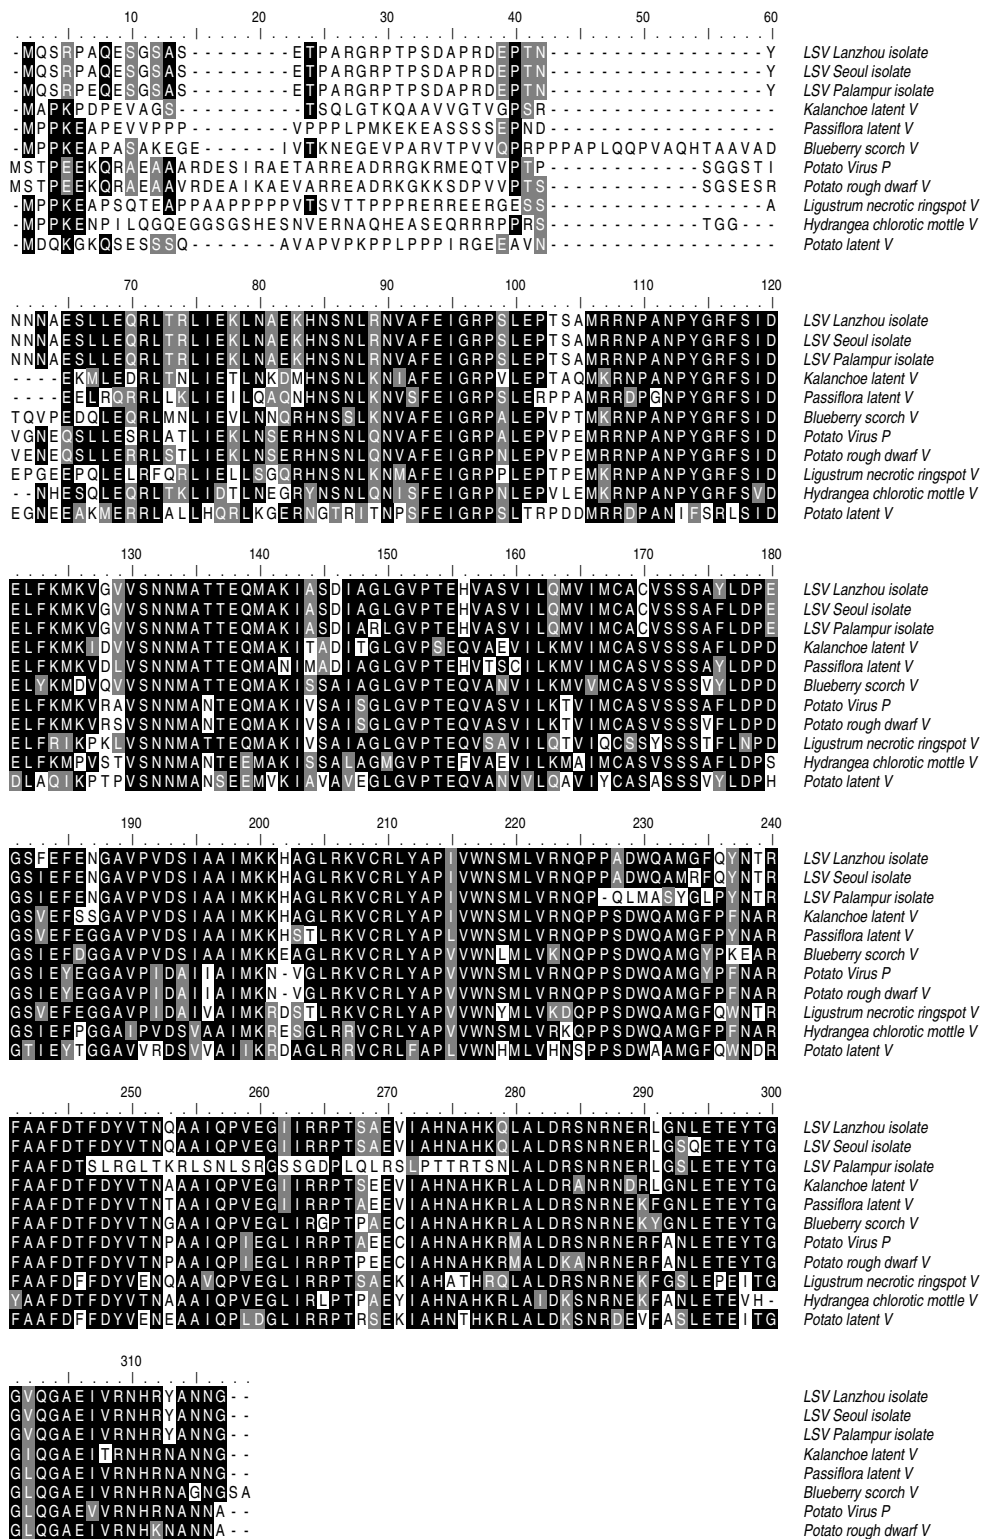 10 20 30 40 50 60
-MQSRPAQESGSAS--------ETPARGRPTPSDAPRDEPTN-----------------Y LSV Lanzhou isolate
-MQSRPAQESGSAS--------ETPARGRPTPSDAPRDEPTN-----------------Y LSV Seoul isolate
-MQSRPEQESGSAS--------ETPARGRPTPSDAPRDEPTN-----------------Y LSV Palampur isolate
-MAPKPDPEVAGS----------TSQLGTKQAAVVGTVGPSR------------------ Kalanchoe latent V
-MPPKEAPEVVPPP--------VPPPLPMKEKEASSSSEPND------------------ Passiflora latent V
-MPPKEAPASAKEGE------IVTKNEGEVPARVTPVVQPRPPPAPLQQPVAQHTAAVAD Blueberry scorch V
MSTPEEKQRAEAAARDESIRAETARREADRRGKRMEQTVPTP------------SGGSTI Potato Virus P
MSTPEEKQRAEAAVRDEAIKAEVARREADRKGKKSDPVVPTS------------SGSESR Potato rough dwarf V
-MPPKEAPSQTEAPPAAPPPPPVTSVTTPPPRERREERGESS-----------------A Ligustrum necrotic ringspot V
-MPPKENPILQGQEGSGSHESNVERNAQHEASEQRRRPPRS------------TGG--- Hydrangea chlorotic mottle V
-MDQKGKQSESSSQ-------AVAPVPKPPLPPPIRGEEAVN------------------ Potato latent V
70 80 90 100 110 120
NNNAESLLEQRLTRLIEKLNAEKHNSNLRNVAFEIGRPSLEPTSAMRRNPANPYGRFSID LSV Lanzhou isolate
NNNAESLLEQRLTRLIEKLNAEKHNSNLRNVAFEIGRPSLEPTSAMRRNPANPYGRFSID LSV Seoul isolate
NNNAESLLEQRLTRLIEKLNAEKHNSNLRNVAFEIGRPSLEPTSAMRRNPANPYGRFSID LSV Palampur isolate
----EKMLEDRLTNLIETLNKDMHNSNLKNIAFEIGRPVLEPTAQMKRNPANPYGRFSID Kalanchoe latent V
----EELRQRRLLKLIEILQAQNHNSNLKNVSFEIGRPSLERPPAMRRDPGNPYGRFSID Passiflora latent V
TQVPEDQLEQRLMNLIEVLNNQRHNSSLKNVAFEIGRPALEPVPTMKRNPANPYGRFSID Blueberry scorch V
VGNEQSLLESRLATLIEKLNSERHNSNLQNVAFEIGRPALEPVPEMRRNPANPYGRFSID Potato Virus P
VENEQSLLERRLSTLIEKLNSERHNSNLQNVAFEIGRPNLEPVPEMRRNPANPYGRFSID Potato rough dwarf V
EPGEEPQLELRFQRLIELLSGQRHNSNLKNMAFEIGRPPLEPTPEMKRNPANPYGRFSID Ligustrum necrotic ringspot V
--NHESQLEQRLTKLIDTLNEGRYNSNLQNISFEIGRPNLEPVLEMKRNPANPYGRFSVD Hydrangea chlorotic mottle V
EGNEEAKMERRLALLHQRLKGERNGTRITNPSFEIGRPSLTRPDDMRRDPANIFSRLSID Potato latent V
130 140 150 160 170 180
ELFKMKVGVVSNNMATTEQMAKIASDIAGLGVPTEHVASVILQMVIMCACVSSSAYLDPE LSV Lanzhou isolate
ELFKMKVGVVSNNMATTEQMAKIASDIAGLGVPTEHVASVILQMVIMCACVSSSAFLDPE LSV Seoul isolate
ELFKMKVGVVSNNMATTEQMAKIASDIARLGVPTEHVASVILQMVIMCACVSSSAFLDPE LSV Palampur isolate
ELFKMKIDVVSNNMATTEQMAKITADITGLGVPSEQVAEVILKMVIMCASVSSSAFLDPD Kalanchoe latent V
ELFKMKVDLVSNNMATTEQMANIMADIAGLGVPTEHVTSCILKMVIMCASVSSSAYLDPD Passiflora latent V
ELYKMDVQVVSNNMATTEQMAKISSAIAGLGVPTEQVANVILKMVVMCASVSSSVYLDPD Blueberry scorch V
ELFKMKVRAVSNNMANTEQMAKIVSAISGLGVPTEQVASVILKTVIMCASVSSSAFLDPD Potato Virus P
ELFKMKVRSVSNNMANTEQMAKIVSAISGLGVPTEQVASVILKTVIMCASVSSSVFLDPD Potato rough dwarf V
ELFRIKPKLVSNNMATTEQMAKIVSAIAGLGVPTEQVSAVILQTVIQCSSYSSSTFLNPD Ligustrum necrotic ringspot V
ELFKMPVSTVSNNMANTEEMAKISSALAGMGVPTEFVAEVILKMAIMCASVSSSAFLDPS Hydrangea chlorotic mottle V
DLAQIKPTPVSNNMANSEEMVKIAVAVEGLGVPTEQVANVVLQAVIYCASASSSVYLDPH Potato latent V
190 200 210 220 230 240
GSFEFENGAVPVDSIAAIMKKHAGLRKVCRLYAPIVWNSMLVRNQPPADWQAMGFQYNTR LSV Lanzhou isolate
GSIEFENGAVPVDSIAAIMKKHAGLRKVCRLYAPIVWNSMLVRNQPPADWQAMRFQYNTR LSV Seoul isolate
GSIEFENGAVPVDSIAAIMKKHAGLRKVCRLYAPIVWNSMLVRNQP-QLMASYGLPYNTR LSV Palampur isolate
GSVEFSSGAVPVDSIAAIMKKHAGLRKVCRLYAPIVWNSMLVRNQPPSDWQAMGFPFNAR Kalanchoe latent V
GSVEFEGGAVPVDSIAAIMKKHSTLRKVCRLYAPLVWNSMLVRNQPPSDWQAMGFPYNAR Passiflora latent V
GSIEFDGGAVPVDSIAAIMKKEAGLRKVCRLYAPVVWNLMLVKNQPPSDWQAMGYPKEAR Blueberry scorch V
GSIEYEGGAVPIDAIIAIMKN-VGLRKVCRLYAPVVWNSMLVRNQPPSDWQAMGYPFNAR Potato Virus P
GSIEYEGGAVPIDAIIAIMKN-VGLRKVCRLYAPVVWNSMLVRNQPPSDWQAMGFPFNAR Potato rough dwarf V
GSVEFEGGAVPIDAIVAIMKRDSTLRKVCRLYAPVVWNYMLVKDQPPSDWQAMGFQWNTR Ligustrum necrotic ringspot V
GSIEFPGGAIPVDSVAAIMKRESGLRRVCRLYAPVVWNSMLVRKQPPSDWQAMGFPFNAR Hydrangea chlorotic mottle V
GTIEYTGGAVVRDSVVAIIKRDAGLRRVCRLFAPLVWNHMLVHNSPPSDWAAMGFQWNDR Potato latent V
250 260 270 280 290 300
FAAFDTFDYVTNQAAIQPVEGIIRRPTSAEVIAHNAHKQLALDRSNRNERLGNLETEYTG LSV Lanzhou isolate
FAAFDTFDYVTNQAAIQPVEGIIRRPTSAEVIAHNAHKQLALDRSNRNERLGSQETEYTG LSV Seoul isolate
FAAFDTSLRGLTKRLSNLSRGSSGDPLQLRSLPTTRTSNLALDRSNRNERLGSLETEYTG LSV Palampur isolate
FAAFDTFDYVTNAAAIQPVEGIIRRPTSEEVIAHNAHKRLALDRANRNDRLGNLETEYTG Kalanchoe latent V
FAAFDTFDYVTNTAAIQPVEGIIRRPTAEEVIAHNAHKRLALDRSNRNEKLGNLETEYTG Passiflora latent V
FAAFDTFDYVTNGAAIQPVEGLIRGPTPAECIAHNAHKRLALDRSNRNEKYGNLETEYTG Blueberry scorch V
FAAFDTFDYVTNPAAIQPIEGLIRRPTAEECIAHNAHKRMALDRSNRNERFANLETEYTG Potato Virus P
FAAFDTFDYVTNPAAIQPIEGLIRRPTPEECIAHNAHKRMALDKANRNERFANLETEYTG Potato rough dwarf V
FAAFDFFDYVENQAAVQPVEGLIRRPTSAEKIAHATHRQLALDRSNRNEKFGSLEPEITG Ligustrum necrotic ringspot V
YAAFDTFDYVTNAAAIQPVEGLIRLPTPAEYIAHNAHKRLAIDKSNRNEKFANLETEVH- Hydrangea chlorotic mottle V
FAAFDFFDYVENEAAIQPLDGLIRRPTRSEKIAHNTHKRLALDKSNRDEVFASLETEITG Potato latent V
310
GVQGAEIVRNHRYANNG-- LSV Lanzhou isolate
GVQGAEIVRNHRYANNG-- LSV Seoul isolate
GVQGAEIVRNHRYANNG-- LSV Palampur isolate
GIQGAEITRNHRNANNG-- Kalanchoe latent V
GLQGAEIVRNHRNANNG-- Passiflora latent V
GLQGAEIVRNHRNAGNGSA Blueberry scorch V
GLQGAEVVRNHRNANNA-- Potato Virus P
GLQGAEIVRNHKNANNA-- Potato rough dwarf V